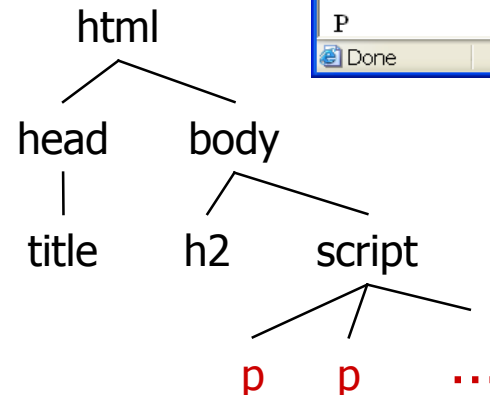 P
Done
html
head body
title h2 script
p p ...